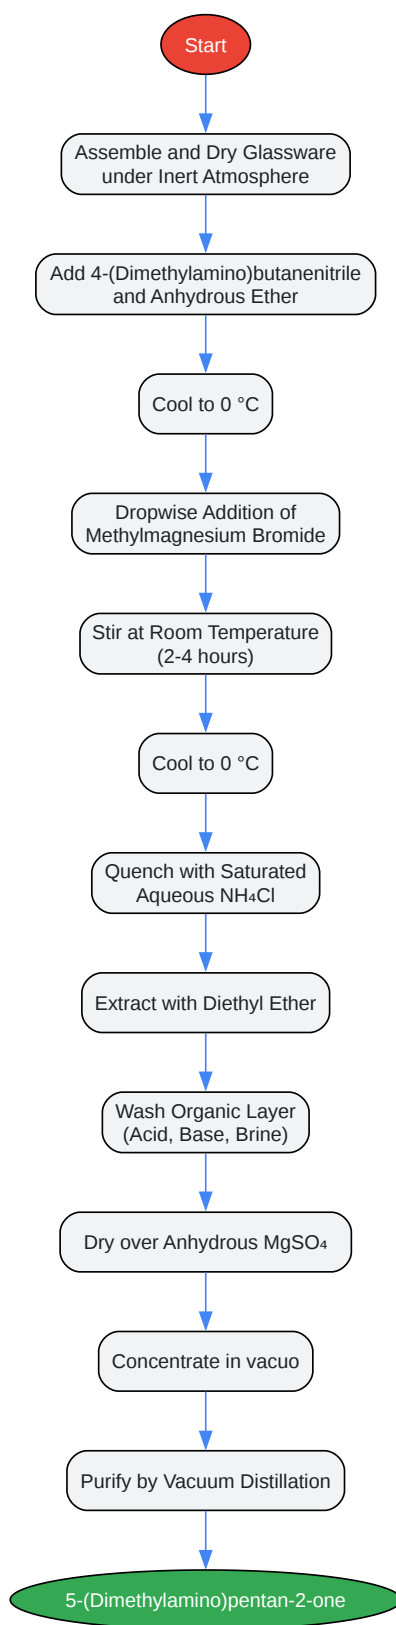 Start
Assemble and Dry Glassware
under Inert Atmosphere
Add 4-(Dimethylamino)butanenitrile
and Anhydrous Ether
Cool to 0 °C
Dropwise Addition of
Methylmagnesium Bromide
Stir at Room Temperature
(2-4 hours)
Cool to 0 °C
Quench with Saturated
Aqueous NH₄Cl
Extract with Diethyl Ether
Wash Organic Layer
(Acid, Base, Brine)
Dry over Anhydrous MgSO₄
Concentrate in vacuo
Purify by Vacuum Distillation
5-(Dimethylamino)pentan-2-one